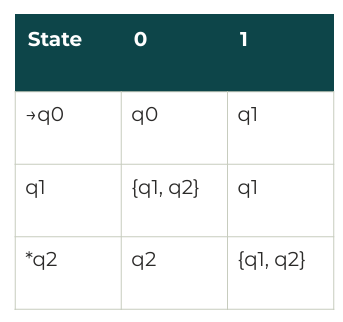 State 0 1
→q0 q0 q1
q1 {q1, q2} q1
*q2 q2 {q1, q2}